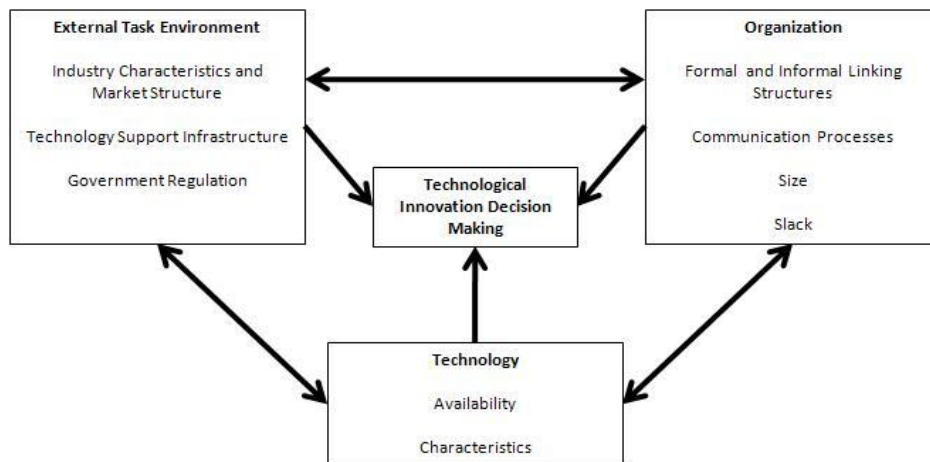 External Task Environment
Industry Characteristics and
Market Structure
Technology Support Infrastructure
Government Regulation
Organization
Formal and Informal Linking
Structures
Communication Processes
Size
Slack
Technological
Innovation Decision
Making
Technology
Availability
Characteristics